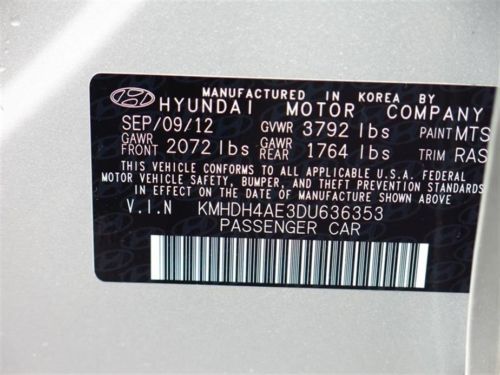 MANUFACTURED IN KOREA BY
HYUNDAI MOTOR COMPANY
SEP/09/12 GVWR 3792 lbs PAINT MTS
GAWR FRONT 2072 lbs GAWR REAR 1764 lbs TRIM RAS
THIS VEHICLE CONFORMS TO ALL APPLICABLE U.S.A. FEDERAL
MOTOR VEHICLE SAFETY, BUMPER, AND THEFT PREVENTION STANDARDS
IN EFFECT ON THE DATE OF MANUFACTURE SHOWN ABOVE.
V.I.N KMHDH4AE3DU636353
PASSENGER CAR